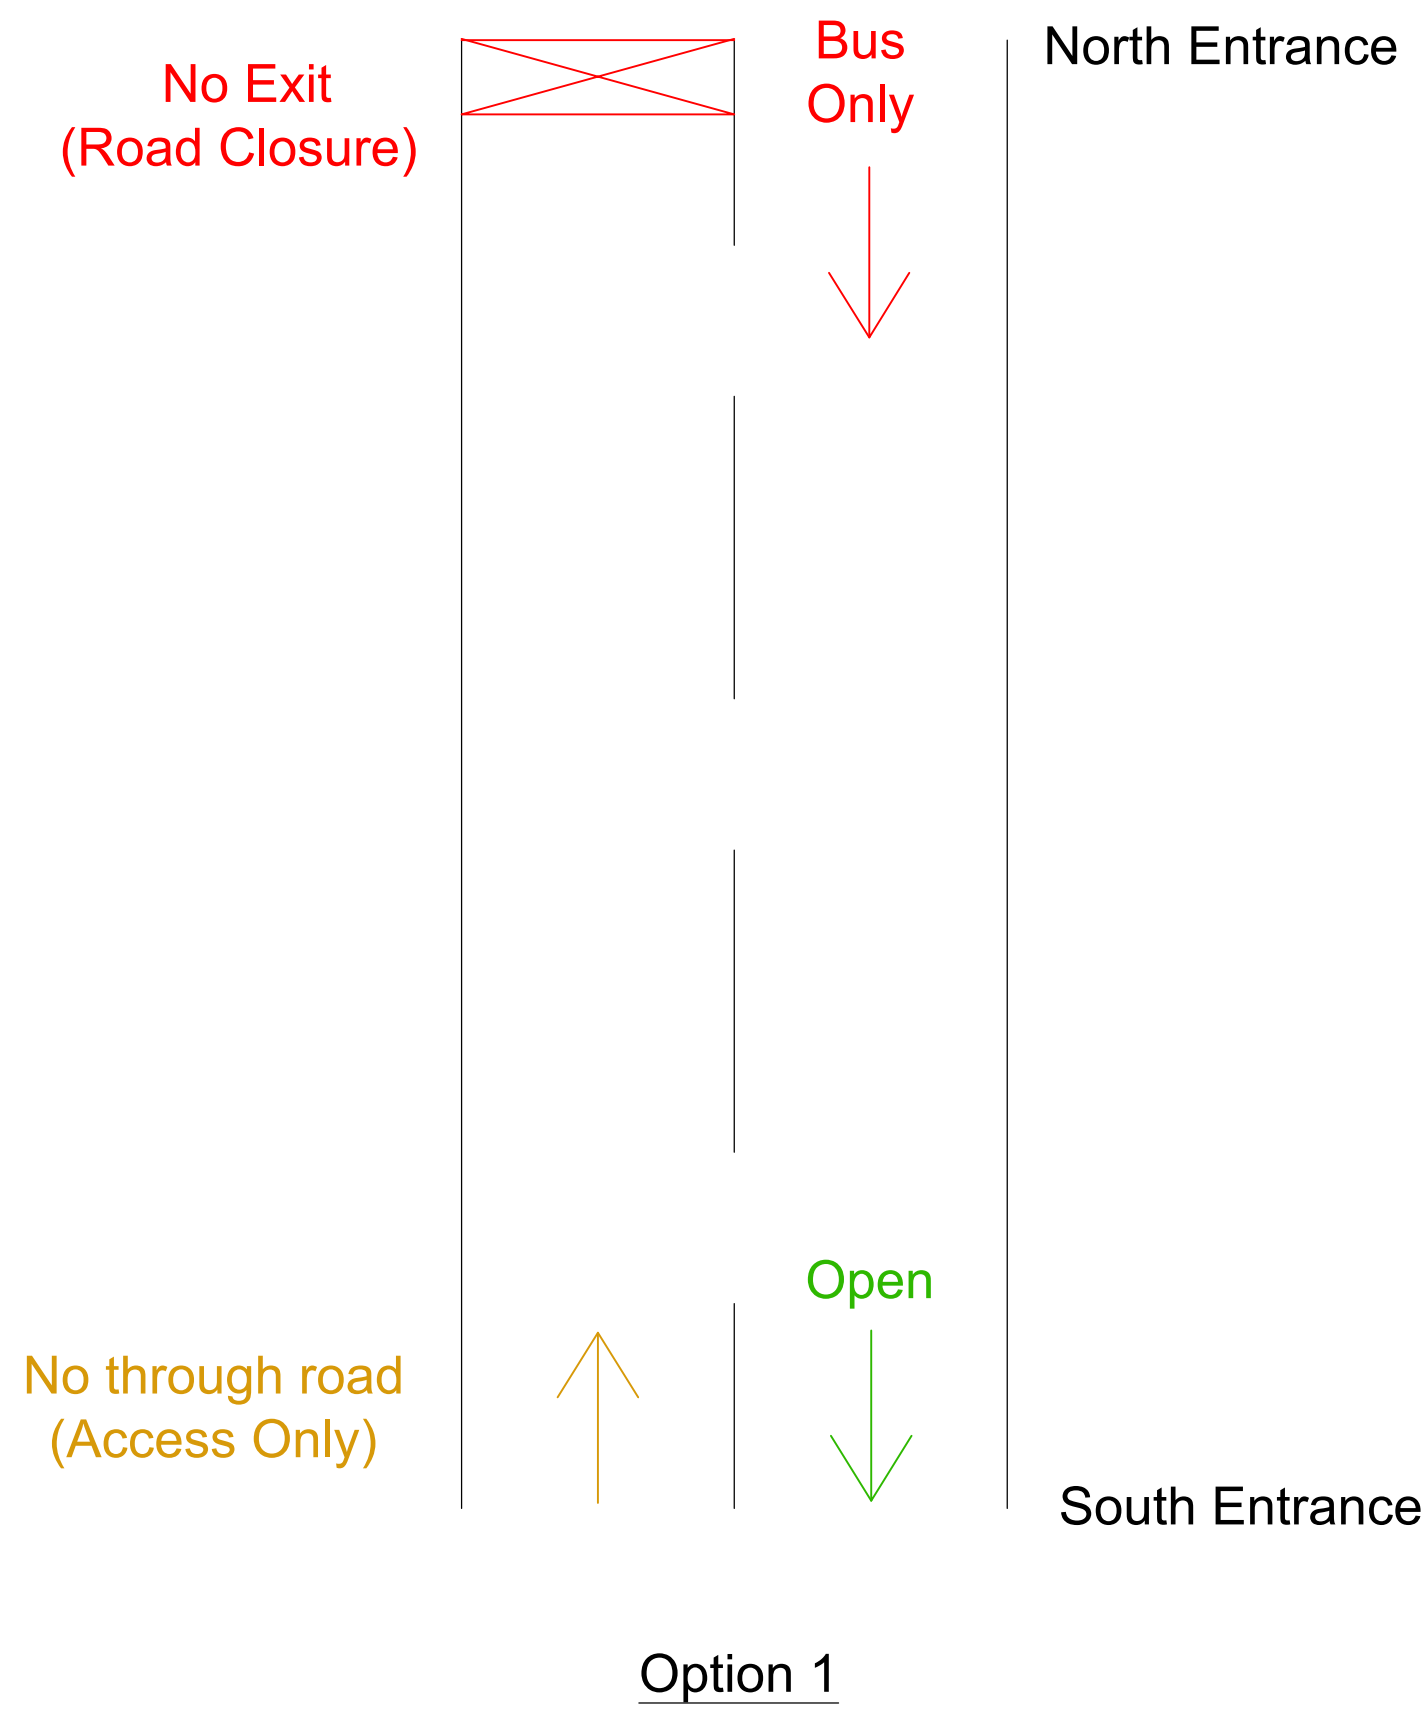 No Exit
(Road Closure)
Bus
Only
North Entrance
Open
No through road
(Access Only)
South Entrance
Option 1